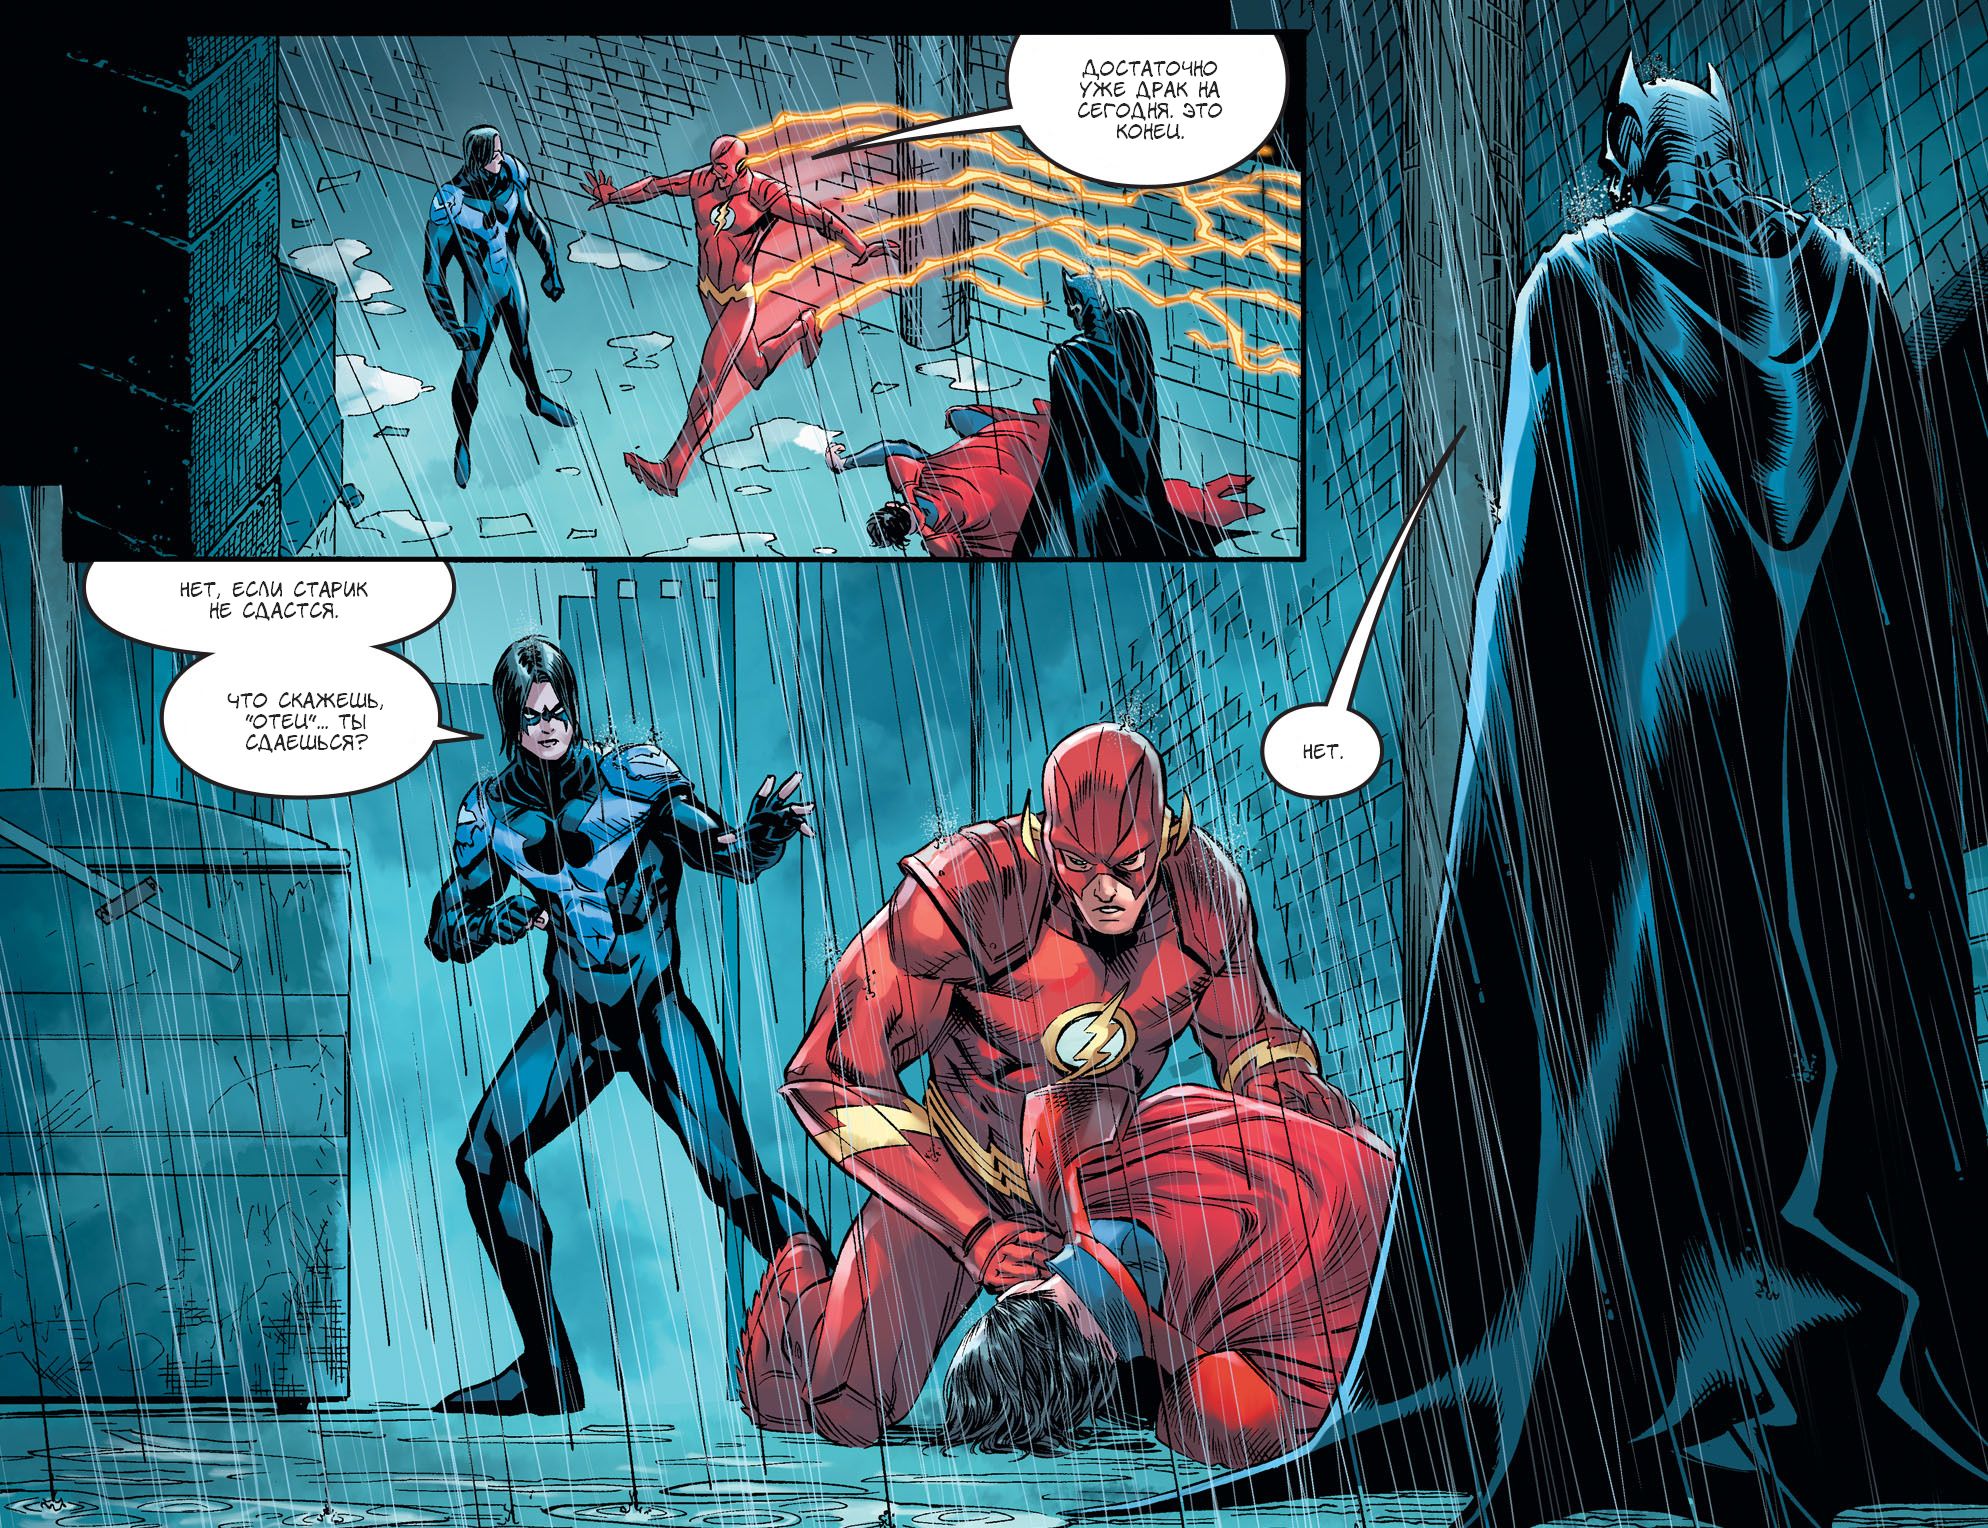 ДОСТАТОЧНО
УЖЕ ДРАК НА
СЕГОДНЯ. ЭТО
КОНЕЦ.
НЕТ, ЕСЛИ СТАРИК
НЕ СДАСТСЯ.
ЧТО СКАЖЕШЬ,
"ОТЕЦ"... ТЫ
СДАЕШЬСЯ?
НЕТ.